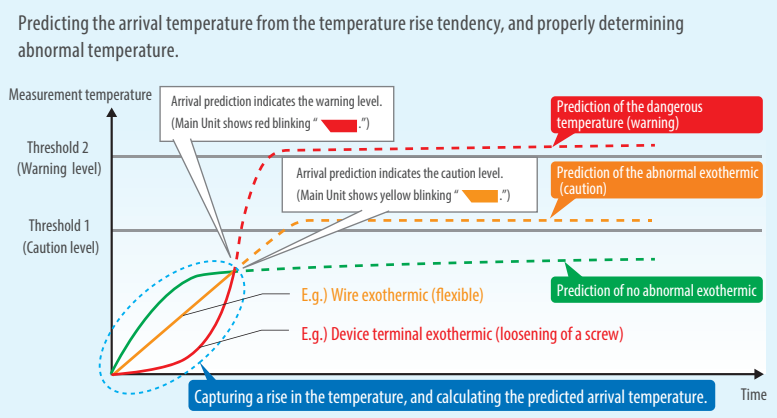 Predicting the arrival temperature from the temperature rise tendency, and properly determining
abnormal temperature.
Measurement temperature
Arrival prediction indicates the warning level.
(Main Unit shows red blinking “ .”)
Prediction of the dangerous
temperature (warning)
Threshold 2
(Warning level)
Arrival prediction indicates the caution level.
(Main Unit shows yellow blinking “ .”)
Prediction of the abnormal exothermic
(caution)
Threshold 1
(Caution level)
Prediction of no abnormal exothermic
E.g.) Wire exothermic (flexible)
E.g.) Device terminal exothermic (loosening of a screw)
Capturing a rise in the temperature, and calculating the predicted arrival temperature.
Time